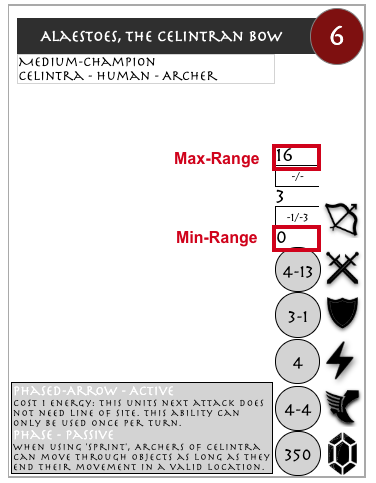 Alaestoes, the Celintran Bow
6
Medium-Champion
Celintra - Human - Archer
Max-Range
16
-/-
3
-1/-3
Min-Range
0
4-13
3-1
4
4-4
350
Phased-Arrow - Active
Cost 1 energy: this units next attack does
not need line of site. This ability can
only be used once per turn.
Phase - Passive
When using 'Sprint', Archers of Celintra
can move through objects as long as they
end their movement in a valid location.